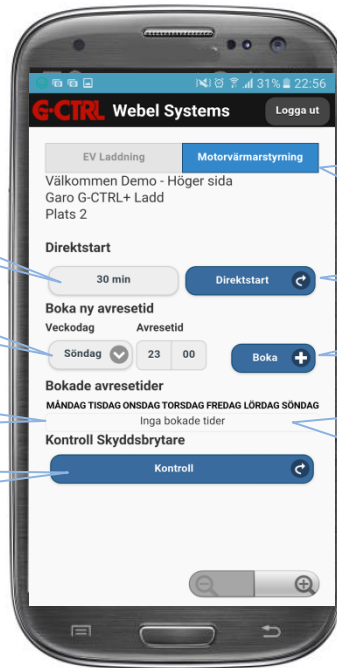 31% 22:56
G-CTRL Webel Systems Logga ut
EV Laddning Motorvärmarstyrning
Välkommen Demo - Höger sida
Garo G-CTRL+ Ladd
Plats 2
Direktstart
30 min Direktstart
Boka ny avresetid
Veckodag Avresetid
Söndag 23 00 Boka
Bokade avresetider
MÅNDAG TISDAG ONSDAG TORSDAG FREDAG LÖRDAG SÖNDAG
Inga bokade tider
Kontroll Skyddsbrytare
Kontroll